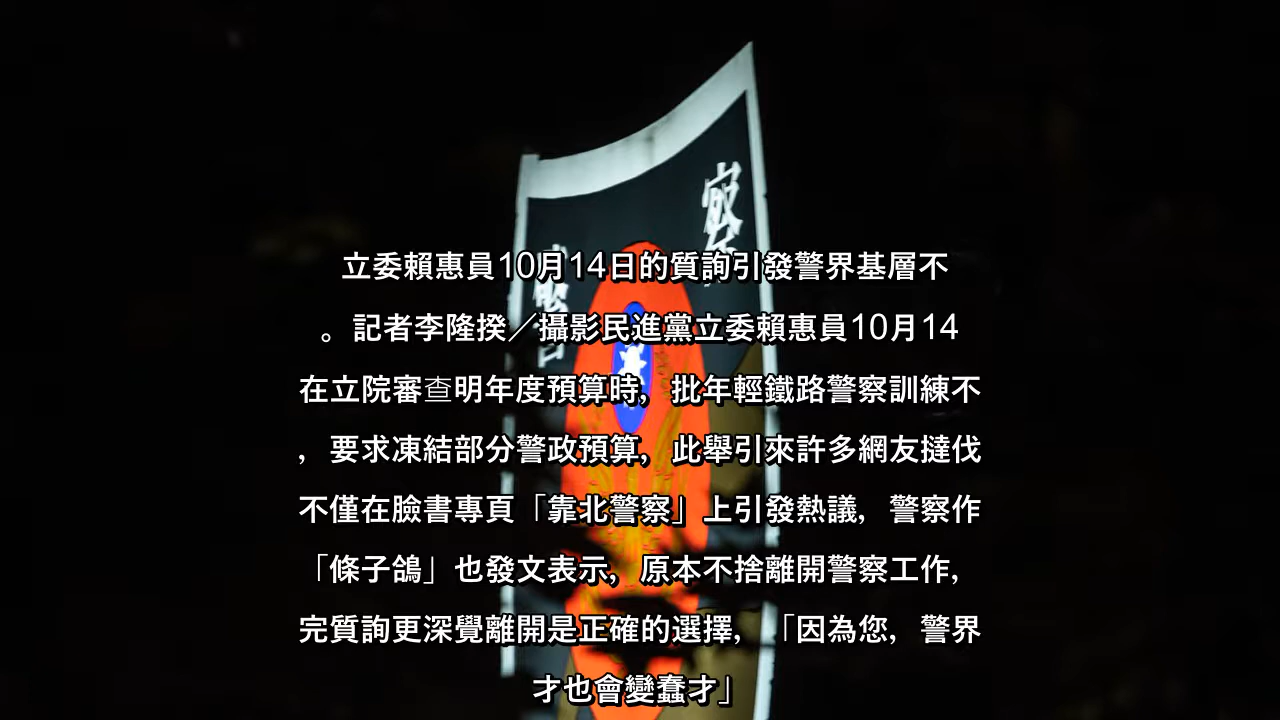 立委賴惠員10月14日的質詢引發警界基層不
。記者李隆揆／攝影民進黨立委賴惠員10月14
在立院審查明年度預算時，批年輕鐵路警察訓練不
，要求凍結部分警政預算，此舉引來許多網友撻伐
不僅在臉書專頁「靠北警察」上引發熱議，警察作
「條子鴿」也發文表示，原本不捨離開警察工作，
完質詢更深覺離開是正確的選擇，「因為您，警界
才也會變蠢才」